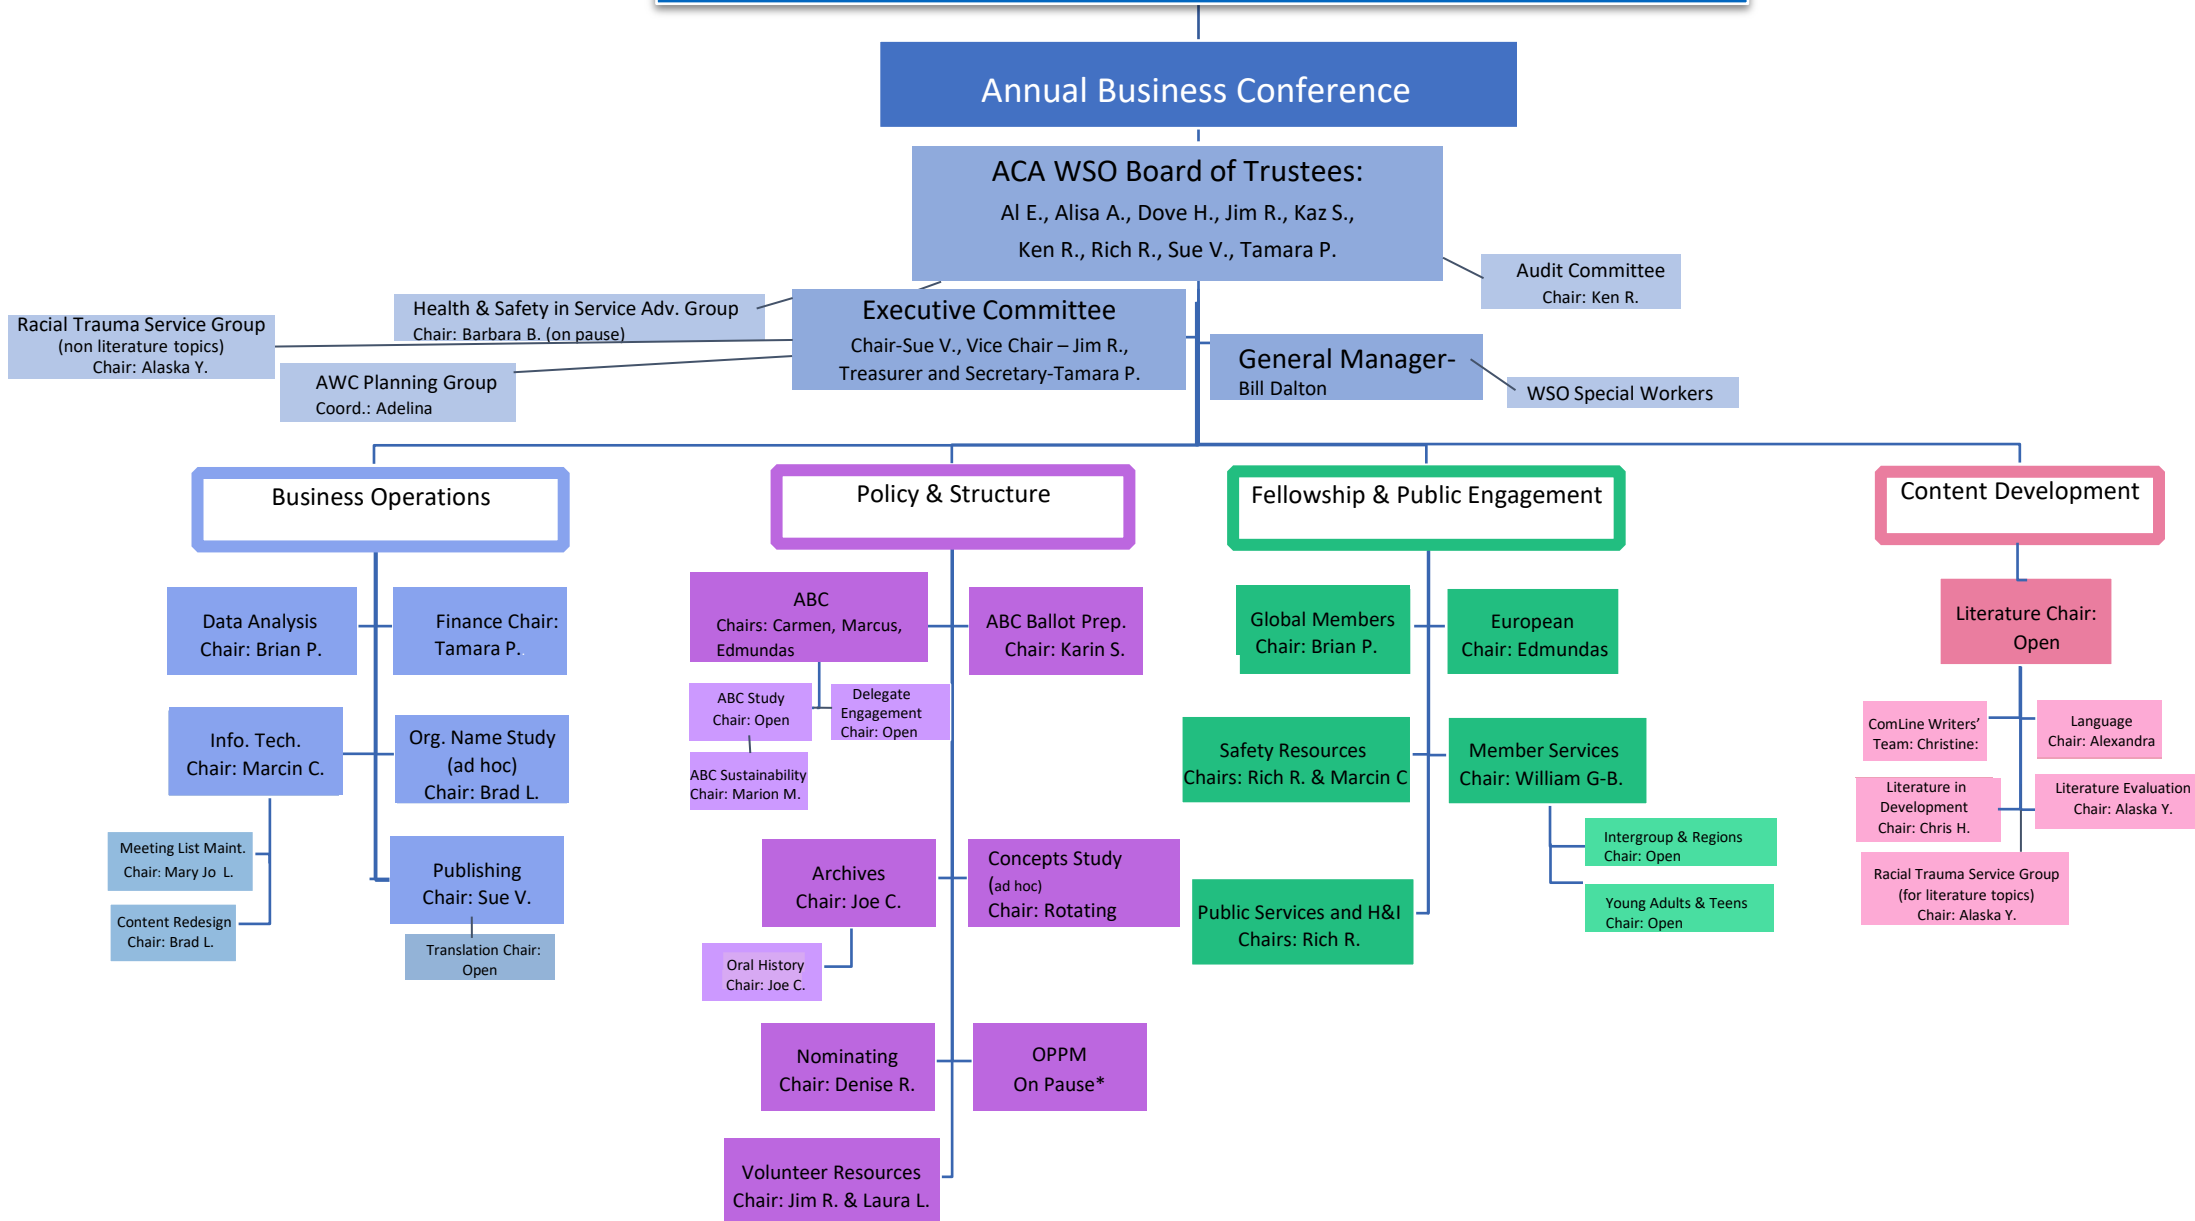 Annual Business Conference
ACA WSO Board of Trustees:
Al E., Alisa A., Dove H., Jim R., Kaz S.,
Ken R., Rich R., Sue V., Tamara P.
Audit Committee
Chair: Ken R.
Health & Safety in Service Adv. Group
Chair: Barbara B. (on pause)
Racial Trauma Service Group
(non literature topics)
Chair: Alaska Y.
AWC Planning Group
Coord.: Adelina
Executive Committee
Chair-Sue V., Vice Chair – Jim R.,
Treasurer and Secretary-Tamara P.
General Manager-
Bill Dalton
WSO Special Workers
Business Operations
Data Analysis
Chair: Brian P.
Finance Chair:
Tamara P.
Info. Tech.
Chair: Marcin C.
Org. Name Study
(ad hoc)
Chair: Brad L.
Meeting List Maint.
Chair: Mary Jo L.
Publishing
Chair: Sue V.
Content Redesign
Chair: Brad L.
Translation Chair:
Open
Policy & Structure
ABC
Chairs: Carmen, Marcus,
Edmundas
ABC Ballot Prep.
Chair: Karin S.
ABC Study
Chair: Open
Delegate
Engagement
Chair: Open
ABC Sustainability
Chair: Marion M.
Archives
Chair: Joe C.
Concepts Study
(ad hoc)
Chair: Rotating
Oral History
Chair: Joe C.
Nominating
Chair: Denise R.
OPPM
On Pause*
Volunteer Resources
Chair: Jim R. & Laura L.
Fellowship & Public Engagement
Global Members
Chair: Brian P.
European
Chair: Edmundas
Safety Resources
Chairs: Rich R. & Marcin C
Member Services
Chair: William G-B.
Intergroup & Regions
Chair: Open
Young Adults & Teens
Chair: Open
Public Services and H&I
Chairs: Rich R.
Content Development
Literature Chair:
Open
ComLine Writers’
Team: Christine:
Language
Chair: Alexandra
Literature in
Development
Chair: Chris H.
Literature Evaluation
Chair: Alaska Y.
Racial Trauma Service Group
(for literature topics)
Chair: Alaska Y.